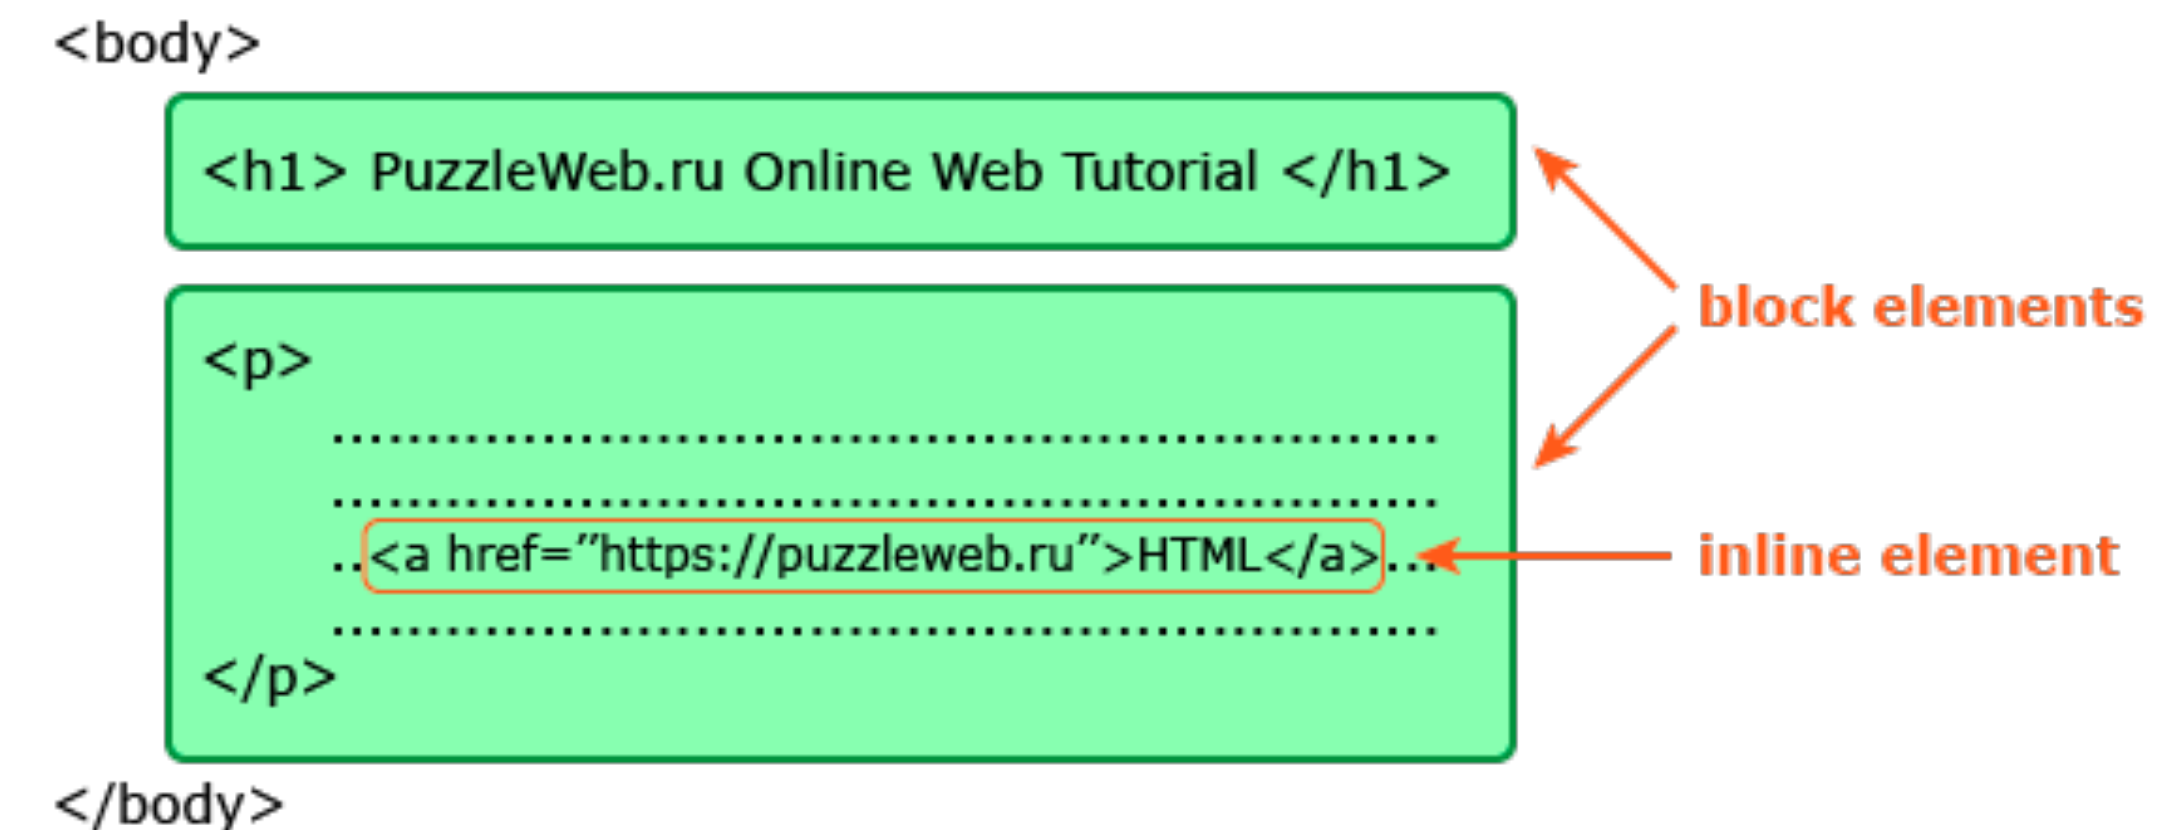 <body>
<h1> PuzzleWeb.ru Online Web Tutorial </h1>
block elements
<p>
..........................................................
..........................................................
..<a href=”https://puzzleweb.ru”>HTML</a>...
inline element
..........................................................
</p>
</body>